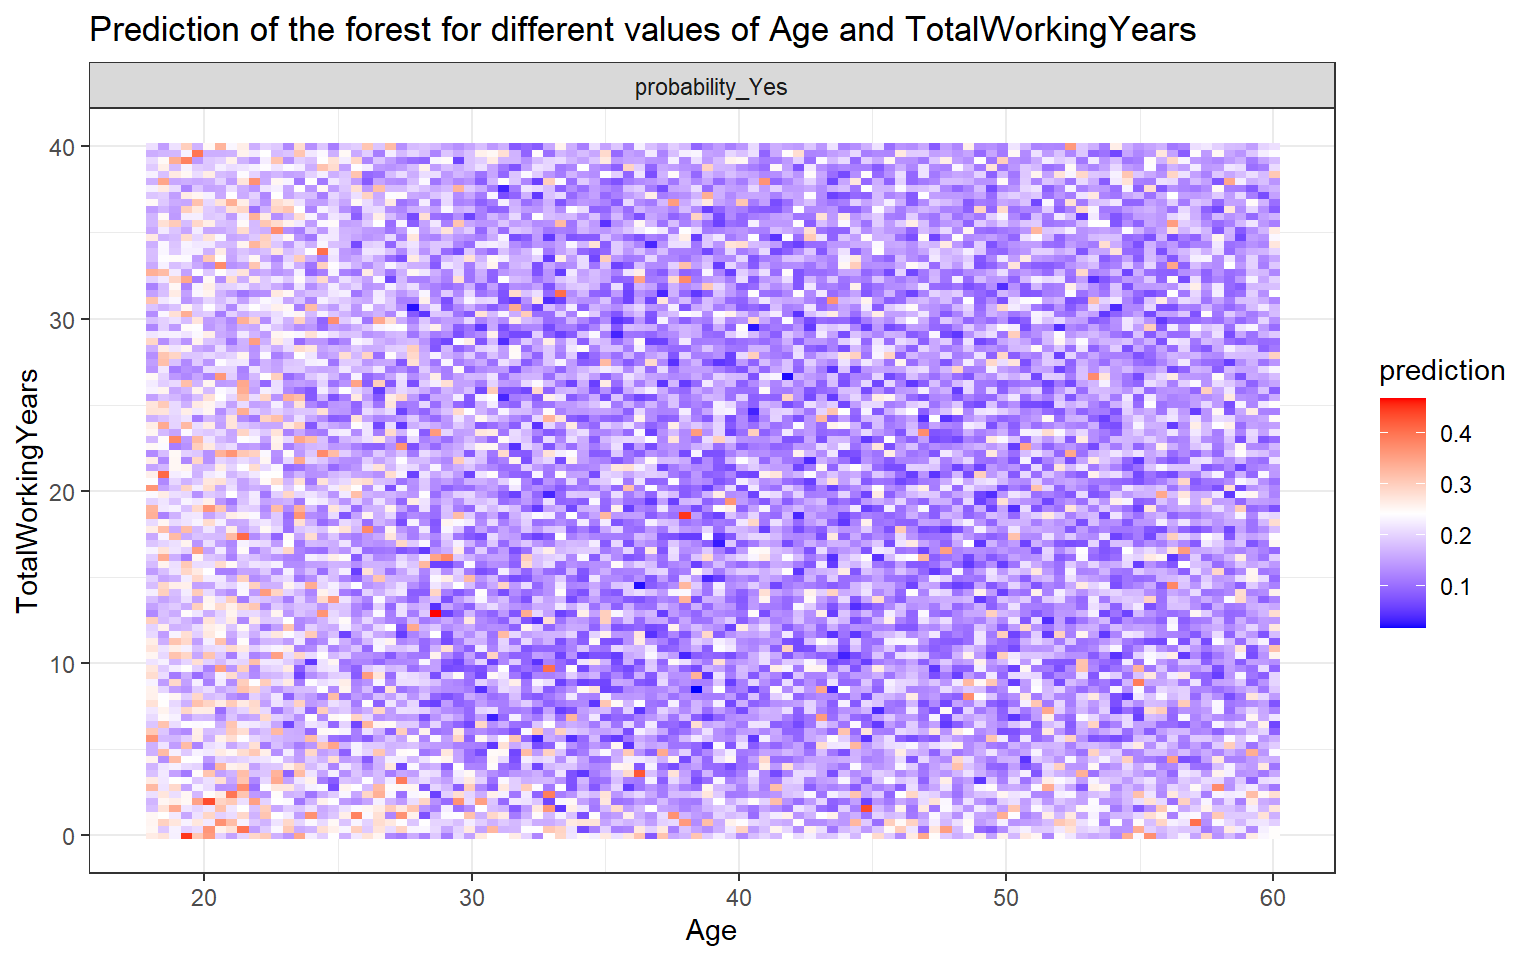 Prediction of the forest for different values of Age and TotalWorkingYears
probability_Yes
40
30
20
10
0
TotalWorkingYears
20
30
40
50
60
Age
prediction
0.4
0.3
0.2
0.1